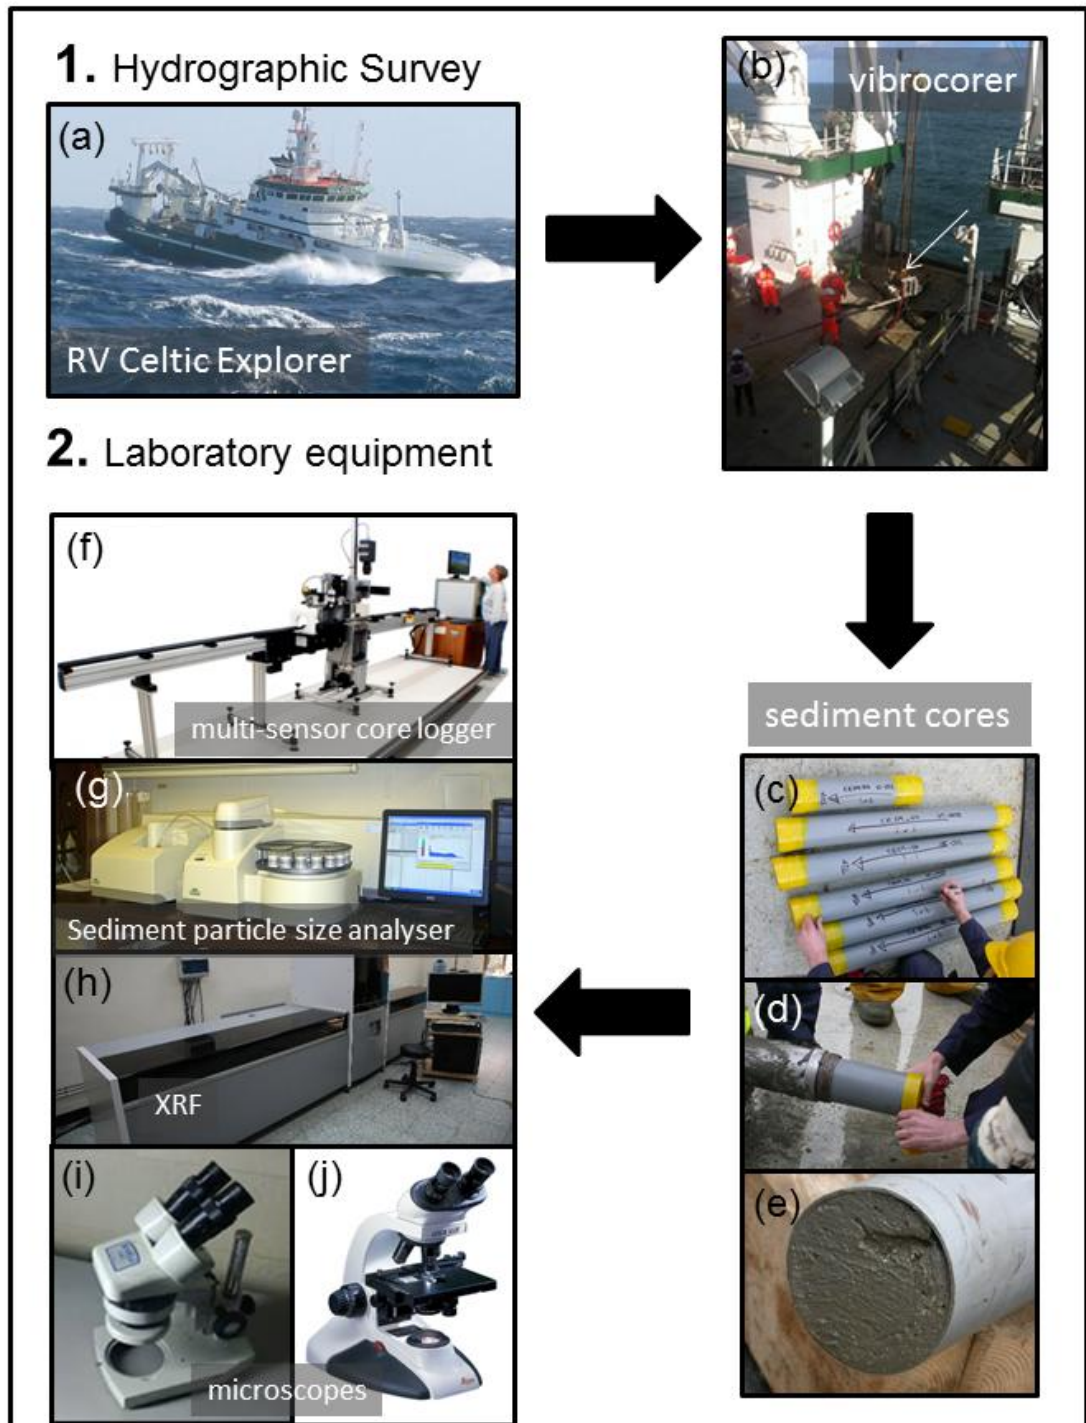 1. Hydrographic Survey
(a)
RV Celtic Explorer
(b)
vibrocorer
2. Laboratory equipment
(f)
multi-sensor core logger
(g)
Sediment particle size analyser
(h)
XRF
(i)
(j)
microscopes
sediment cores
(c)
(d)
(e)